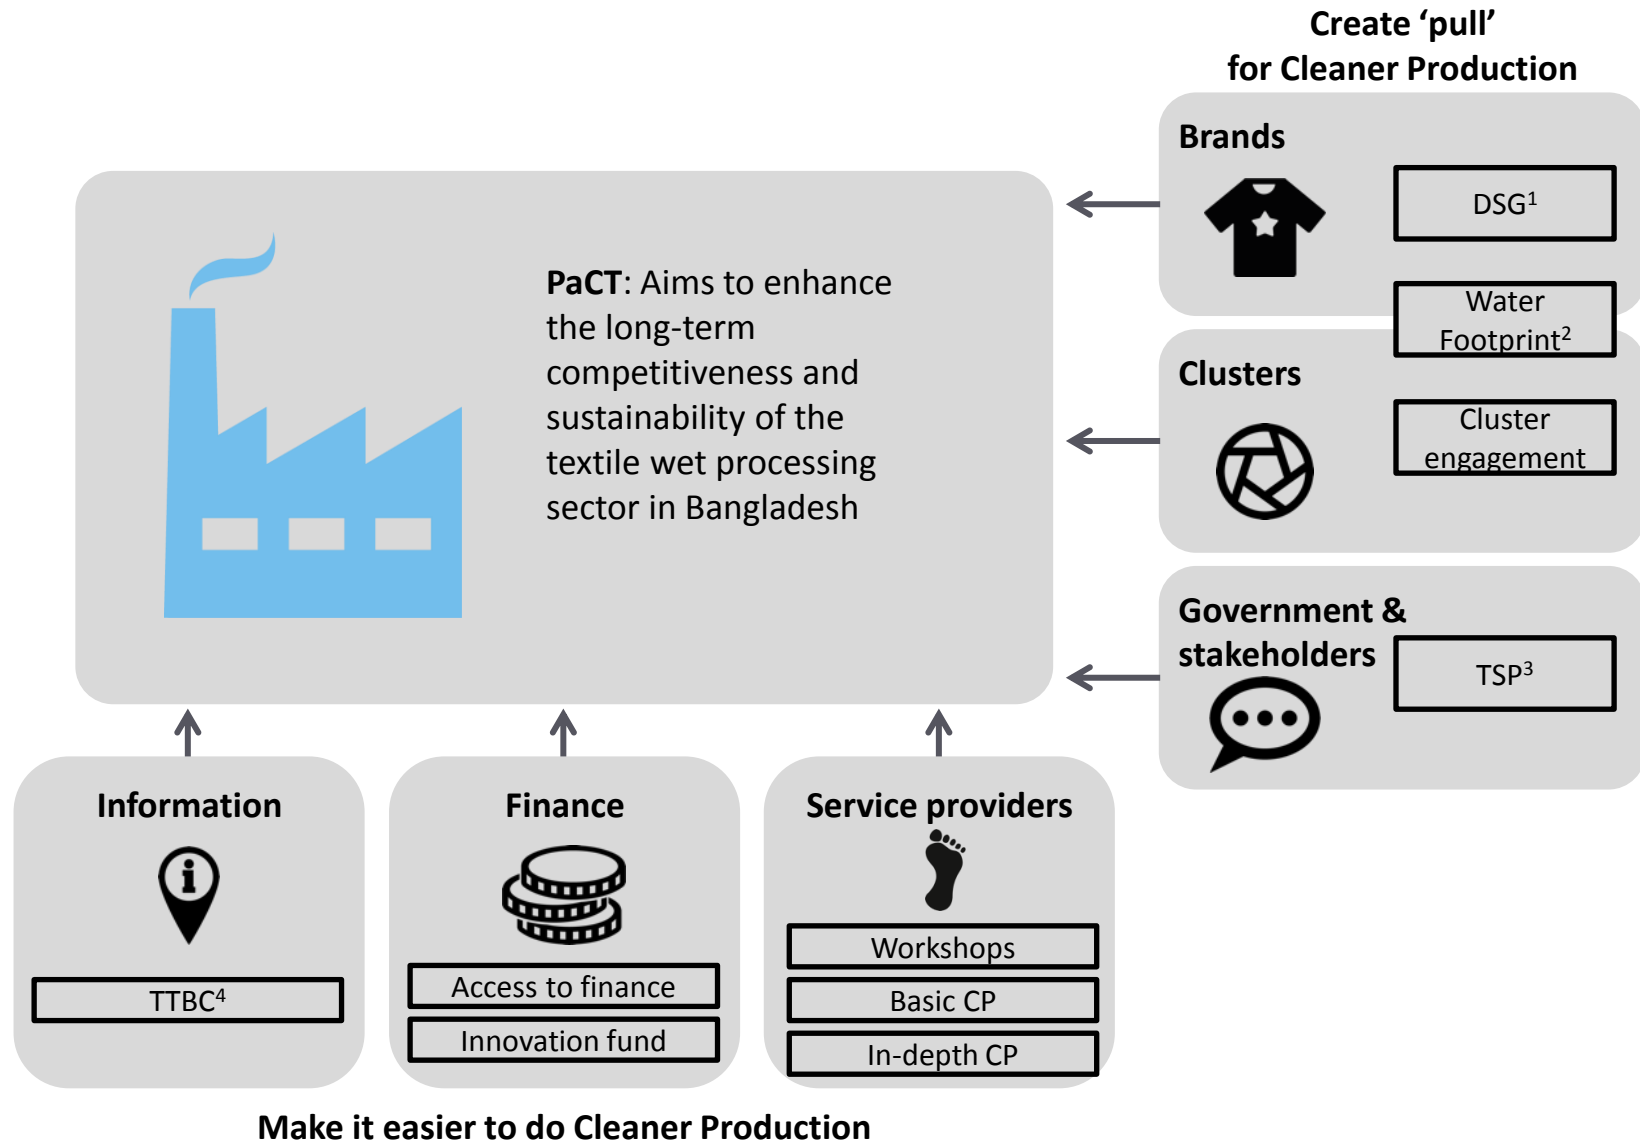 Create ‘pull’
for Cleaner Production
Brands
DSG¹
Water
Footprint²
Clusters
Cluster
engagement
Government &
stakeholders
TSP³
PaCT: Aims to enhance
the long-term
competitiveness and
sustainability of the
textile wet processing
sector in Bangladesh
Information
TTBC⁴
Finance
Access to finance
Innovation fund
Service providers
Workshops
Basic CP
In-depth CP
Make it easier to do Cleaner Production